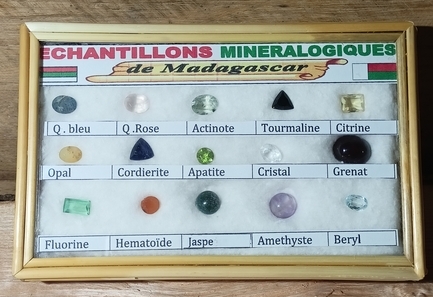 ECHANTILLONS MINERALOGIQUES
de Madagascar
Q. bleu Q.Rose Actinote Tourmaline Citrine
Opal Cordierite Apatite Cristal Grenat
Fluorine Hematoïde Jaspe Amethyste Beryl